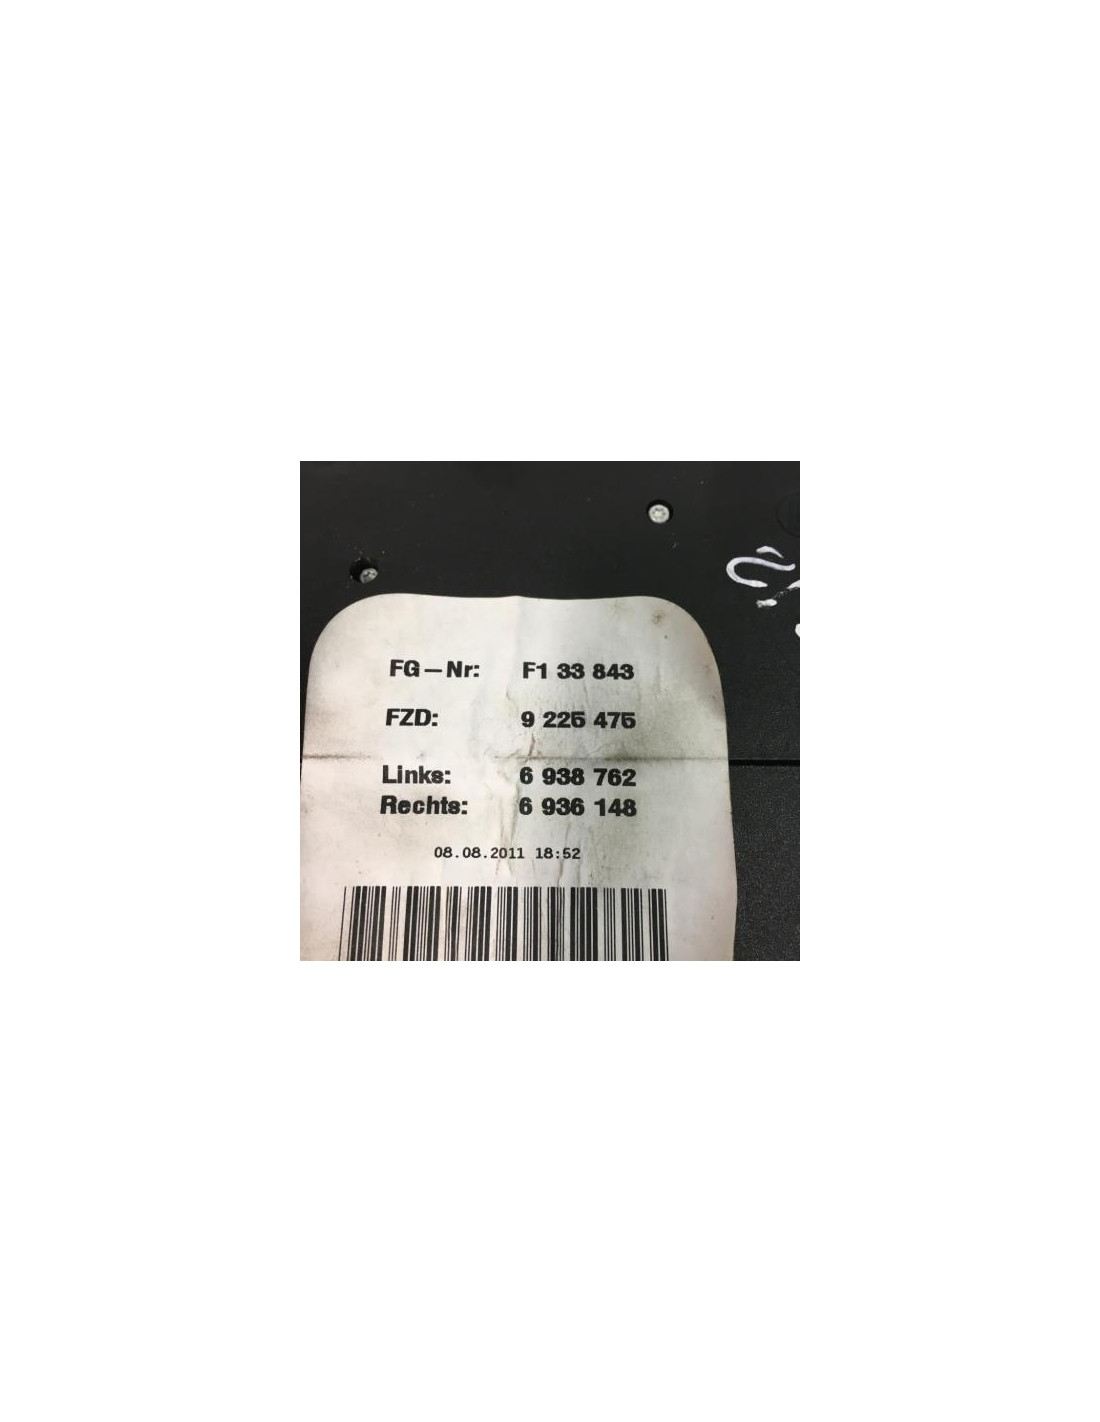 FG-Nr: F1 33 843
FZD: 9 225 475
Links: 6 938 762
Rechts: 6 936 148
08.08.2011 18:52